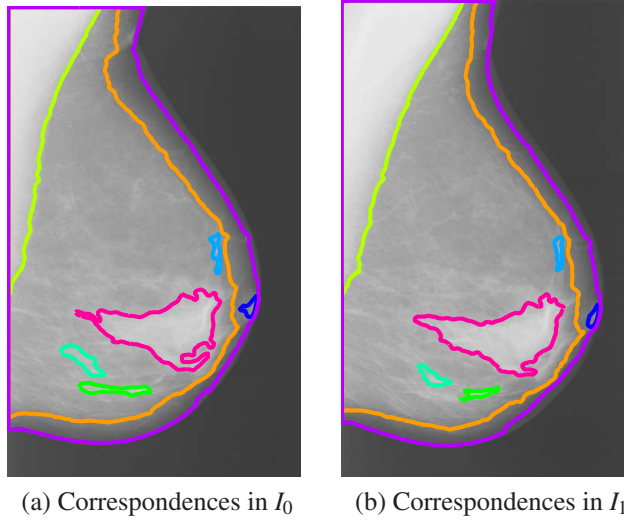 (a) Correspondences in I₀
(b) Correspondences in I₁